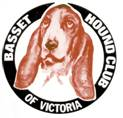 BASSET HOUND CLUB
OF VICTORIA